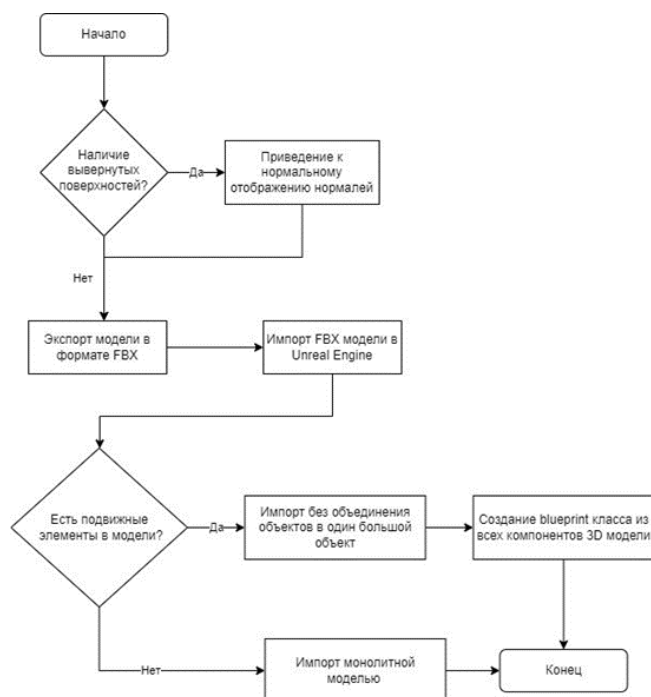 Начало
Наличие
вывернутых
поверхностей?
Да
Приведение к
нормальному
отображению нормалей
Нет
Экспорт модели в
формате FBX
Импорт FBX модели в
Unreal Engine
Есть подвижные
элементы в модели?
Да
Импорт без объединения
объектов в один большой
объект
Создание blueprint класса из
всех компонентов 3D модели
Нет
Импорт монолитной
моделью
Конец